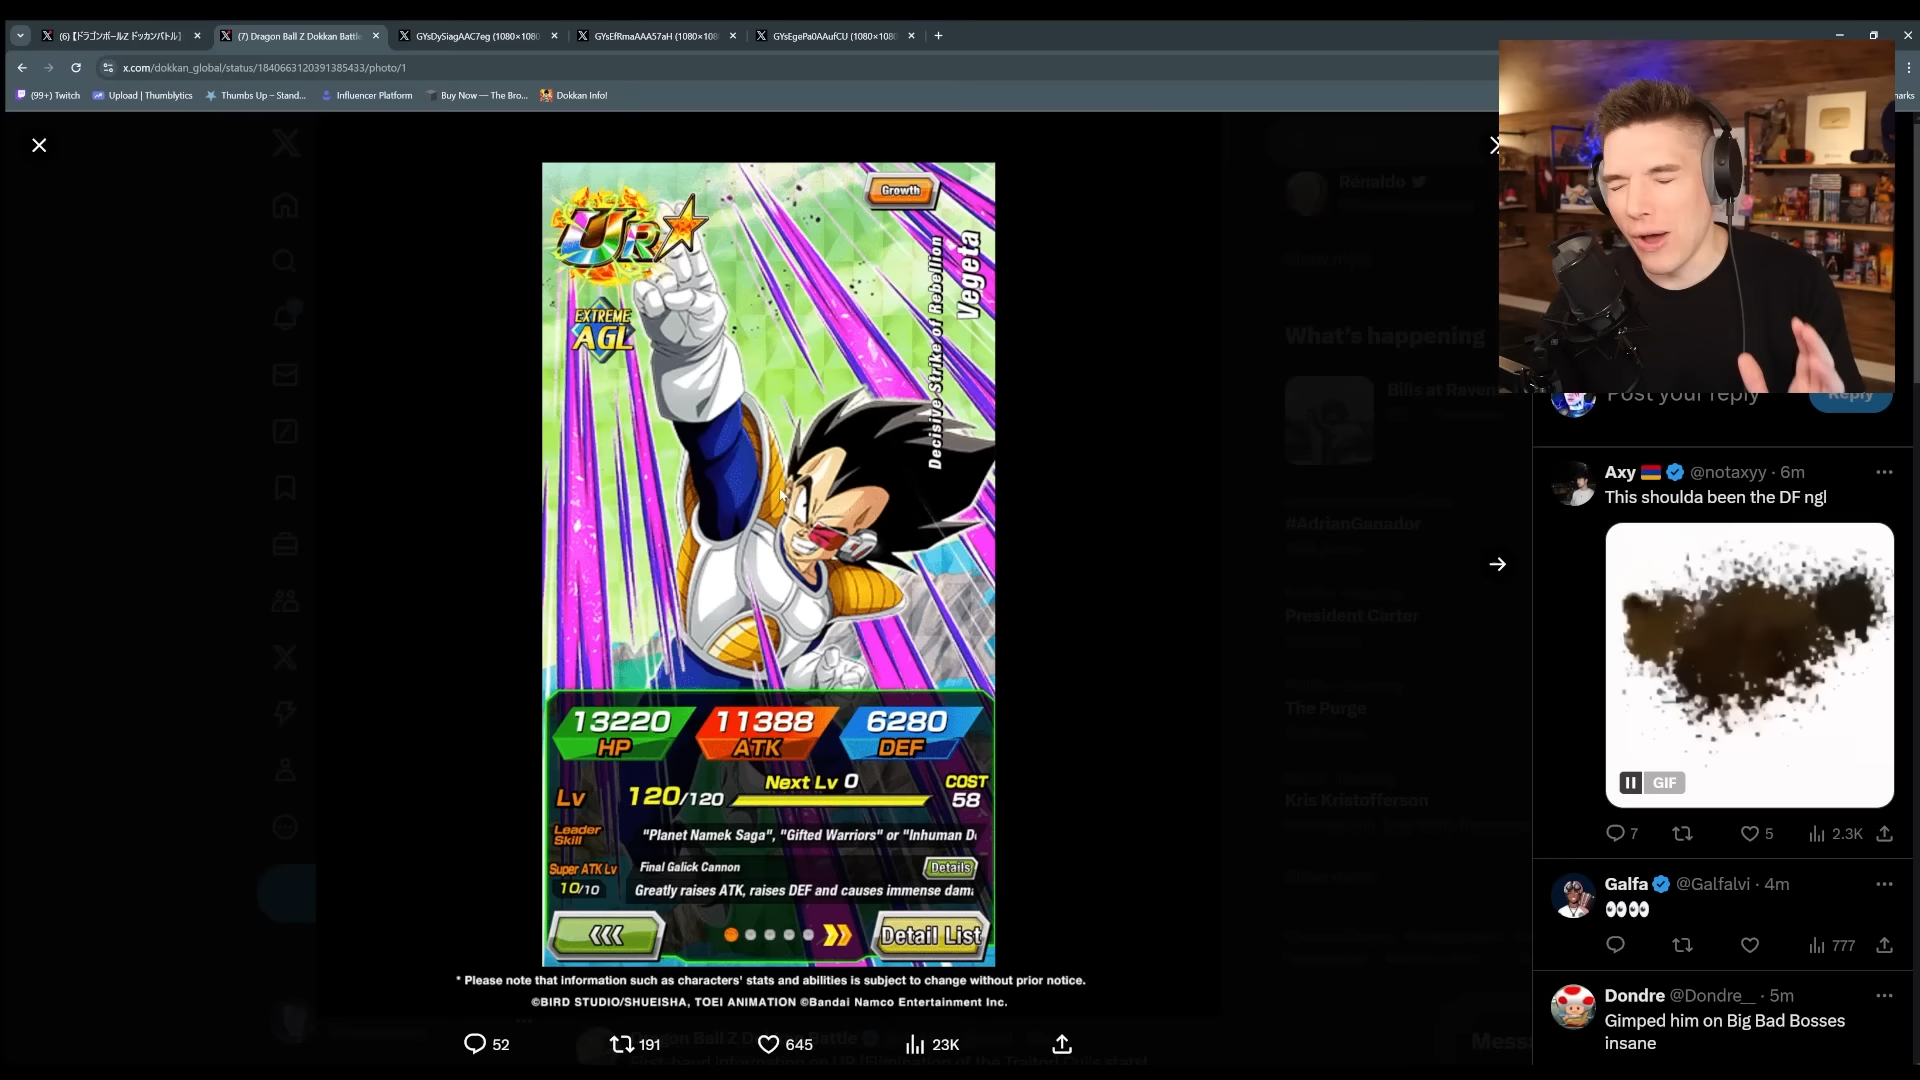 (6)【ドラゴンボールZ ドッカンバトル】
(7) Dragon Ball Z Dokkan Battle
GYsDySiagAAC7eg (1080×1080
GYsEfRmaAAA57aH (1080×108
GYsEgePa0AAufCU (1080×1080
x.com/dokkan_global/status/1840663120391385433/photo/1
(99+) Twitch
Upload | Thumblytics
Thumbs Up – Stand...
Influencer Platform
Buy Now — The Bro...
Dokkan Info!
Rénaldo
What's happening
Bills at Raven
#AdrianGanador
President Carter
The Purge
Kris Kristofferson
UR
Growth
EXTREME
AGL
Decisive Strike of Rebellion
Vegeta
13220
HP
11388
ATK
6280
DEF
Lv
120/120
Next Lv 0
COST
58
Leader
Skill
"Planet Namek Saga", "Gifted Warriors" or "Inhuman D
Super ATK Lv
10/10
Final Galick Cannon
Details
Greatly raises ATK, raises DEF and causes immense dam
Detail List
* Please note that information such as characters' stats and abilities is subject to change without prior notice.
©BIRD STUDIO/SHUEISHA, TOEI ANIMATION ©Bandai Namco Entertainment Inc.
52
191
645
23K
Post your reply
Reply
Axy @notaxyy · 6m
This shoulda been the DF ngl
GIF
7
5
2.3K
Galfa @Galfalvi · 4m
👀👀
777
Dondre @Dondre__ · 5m
Gimped him on Big Bad Bosses
insane